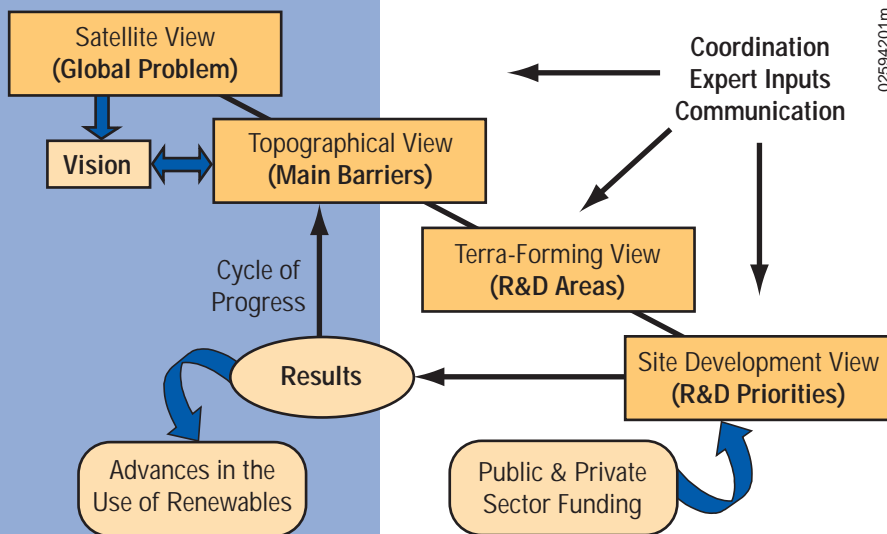 Satellite View
(Global Problem)
Coordination
Expert Inputs
Communication
02594201m
Vision
Topographical View
(Main Barriers)
Terra-Forming View
(R&D Areas)
Cycle of
Progress
Site Development View
(R&D Priorities)
Results
Advances in the
Use of Renewables
Public & Private
Sector Funding